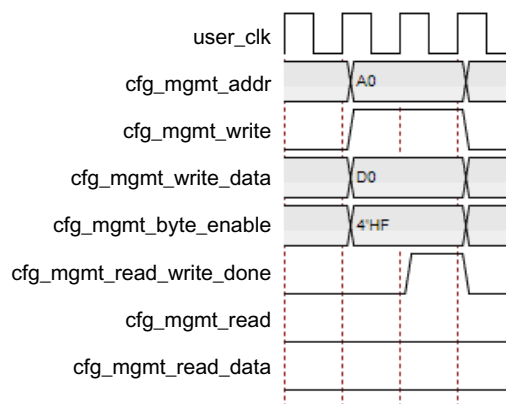 user_clk
cfg_mgmt_addr A0
cfg_mgmt_write
cfg_mgmt_write_data D0
cfg_mgmt_byte_enable 4'HF
cfg_mgmt_read_write_done
cfg_mgmt_read
cfg_mgmt_read_data